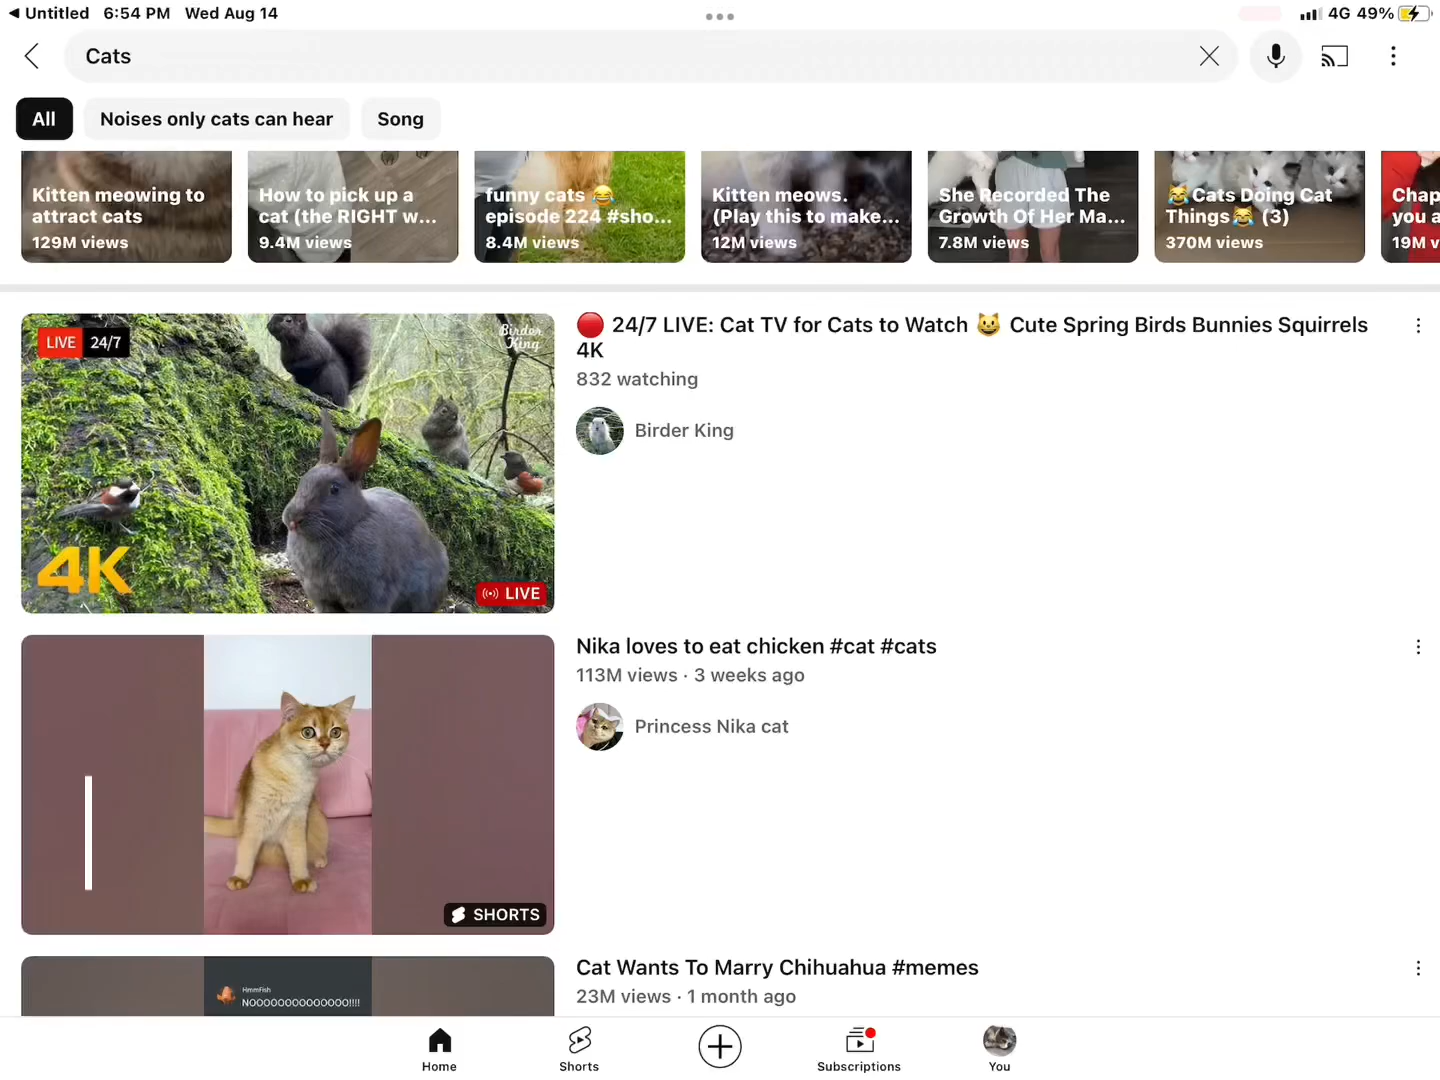 ◀ Untitled 6:54 PM Wed Aug 14
4G 49%
Cats
All
Noises only cats can hear
Song
Kitten meowing to
attract cats
129M views
How to pick up a
cat (the RIGHT w...
9.4M views
funny cats 😂
episode 224 #sho...
8.4M views
Kitten meows.
(Play this to make...
12M views
She Recorded The
Growth Of Her Ma...
7.8M views
😹Cats Doing Cat
Things😹 (3)
370M views
Chap
you a
19M v
LIVE 24/7
Birder
King
4K
LIVE
🔴 24/7 LIVE: Cat TV for Cats to Watch 😺 Cute Spring Birds Bunnies Squirrels
4K
832 watching
Birder King
SHORTS
Nika loves to eat chicken #cat #cats
113M views · 3 weeks ago
Princess Nika cat
HmmFish
NOOOOOOOOOOOOOO!!!!
Cat Wants To Marry Chihuahua #memes
23M views · 1 month ago
Home
Shorts
Subscriptions
You